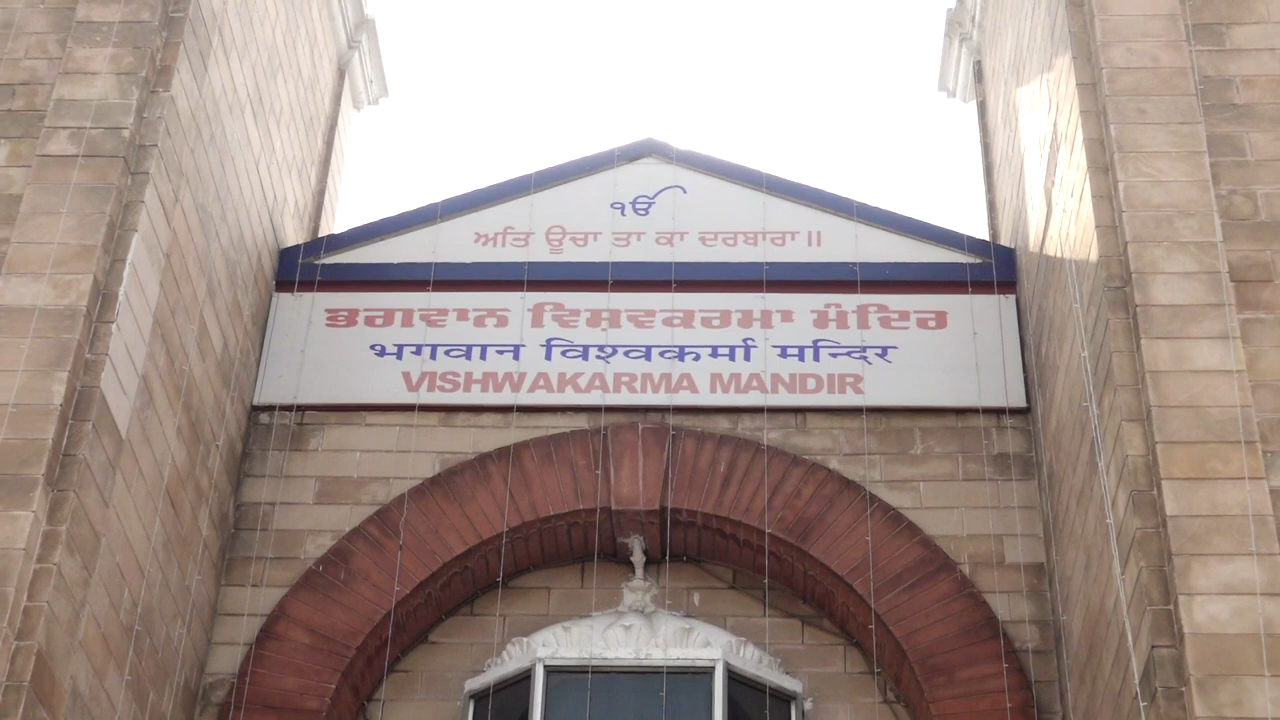 ੴ
ਅਤਿ ਊਚਾ ਤਾ ਕਾ ਦਰਬਾਰਾ॥
ਭਗਵਾਨ ਵਿਸ਼ਵਕਰਮਾ ਮੰਦਿਰ
भगवान विश्वकर्मा मन्दिर
VISHWAKARMA MANDIR